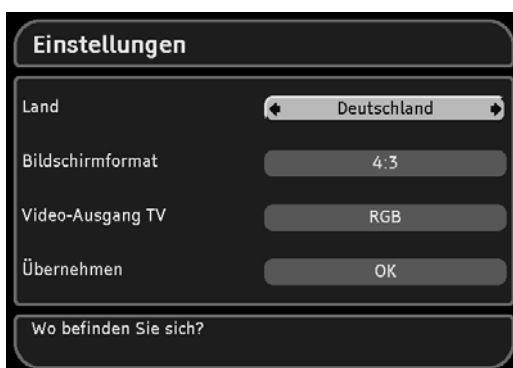 Einstellungen
Land Deutschland
Bildschirmformat 4:3
Video-Ausgang TV RGB
Übernehmen OK
Wo befinden Sie sich?